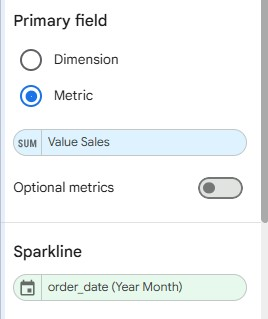 Primary field
Dimension
Metric
SUM Value Sales
Optional metrics
Sparkline
order_date (Year Month)